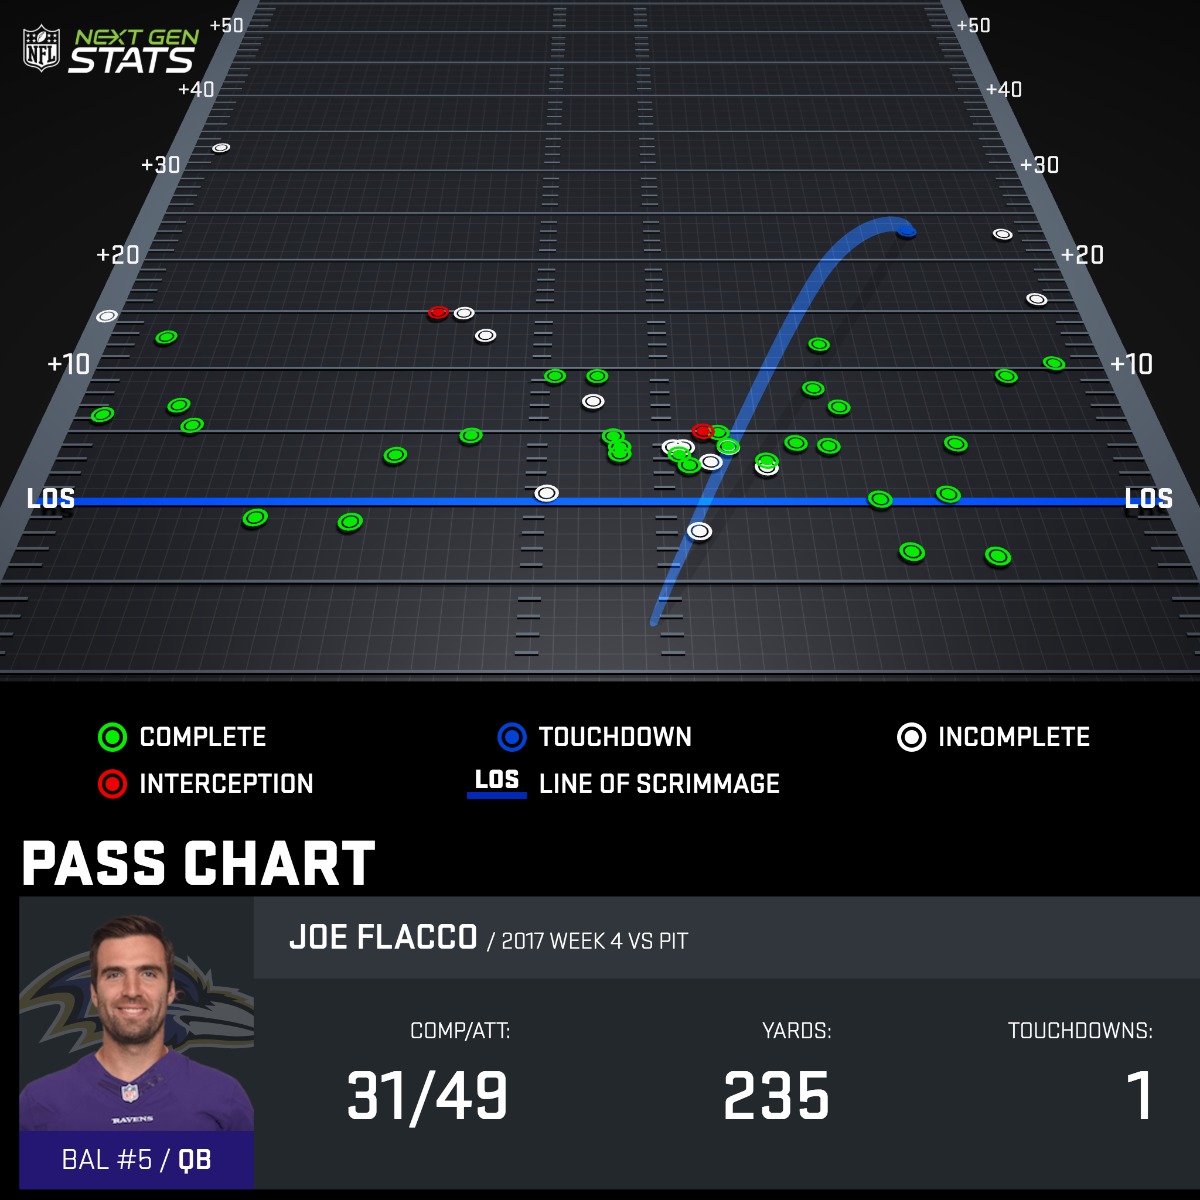 +50 +50
NFL NEXT GEN
STATS
+40 +40
+30 +30
+20 +20
+10 +10
LOS LOS
COMPLETE TOUCHDOWN INCOMPLETE
INTERCEPTION LOS LINE OF SCRIMMAGE
PASS CHART
JOE FLACCO / 2017 WEEK 4 VS PIT
COMP/ATT: YARDS: TOUCHDOWNS:
31/49 235 1
RAVENS
BAL #5 / QB